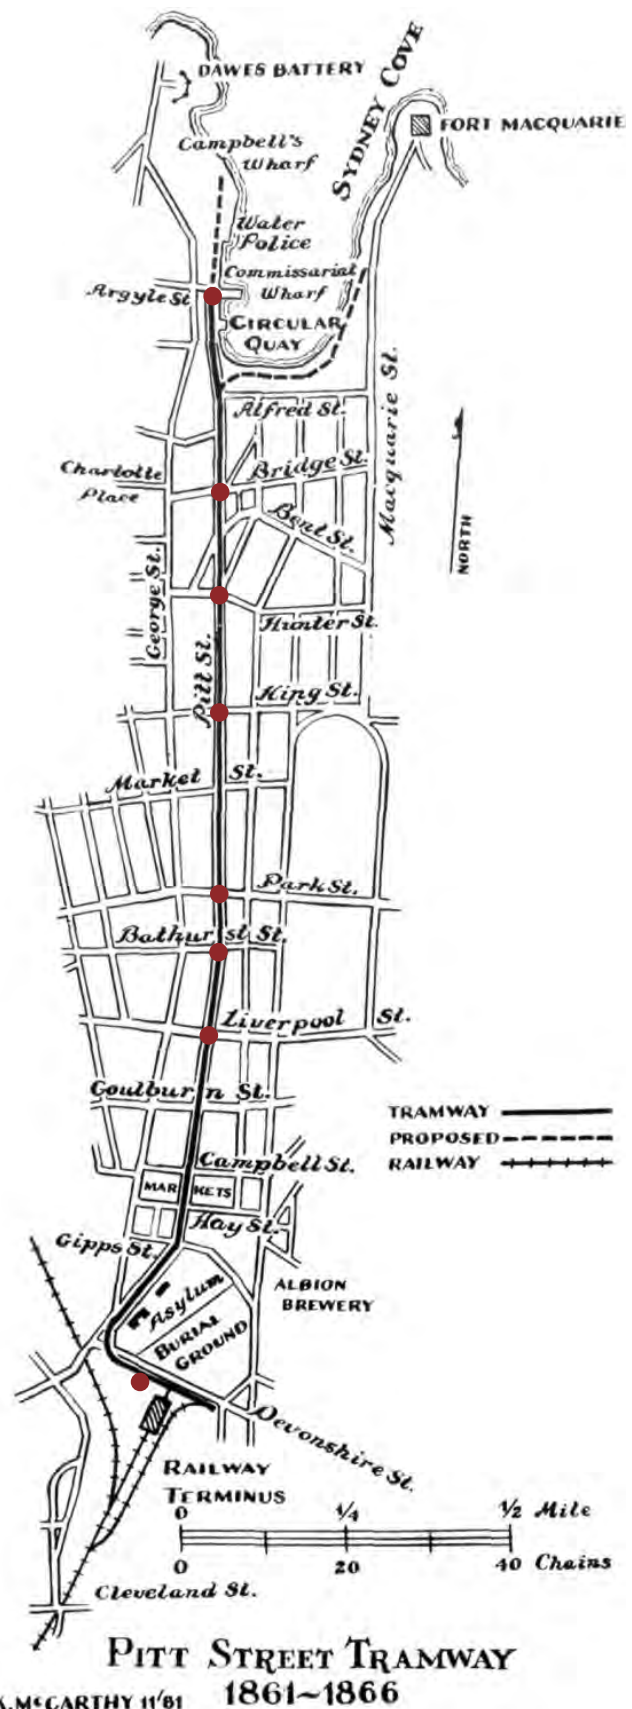 DAWES BATTERY
SYDNEY COVE
FORT MACQUARIE
Campbell's
Wharf
Water
Police
Commissariat
Wharf
Argyle St
CIRCULAR
QUAY
Alfred St.
Macquarie St.
Charlotte
Place
Bridge St.
Bent St.
NORTH
George St.
Hunter St.
Pitt St.
King St.
Market St.
Park St.
Bathurst St.
Liverpool St.
Goulburn St.
TRAMWAY
PROPOSED
RAILWAY
Campbell St.
MARKETS
Hay St.
Gipps St.
Asylum
ALBION
BREWERY
BURIAL
GROUND
Devonshire St.
RAILWAY
TERMINUS
0 1/4 1/2 Mile
0 20 40 Chains
Cleveland St.
PITT STREET TRAMWAY
1861~1866
K.McCARTHY 11/81